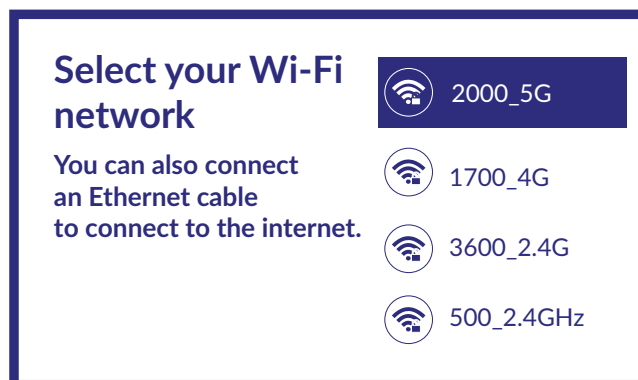 Select your Wi-Fi
network
You can also connect
an Ethernet cable
to connect to the internet.
2000_5G
1700_4G
3600_2.4G
500_2.4GHz